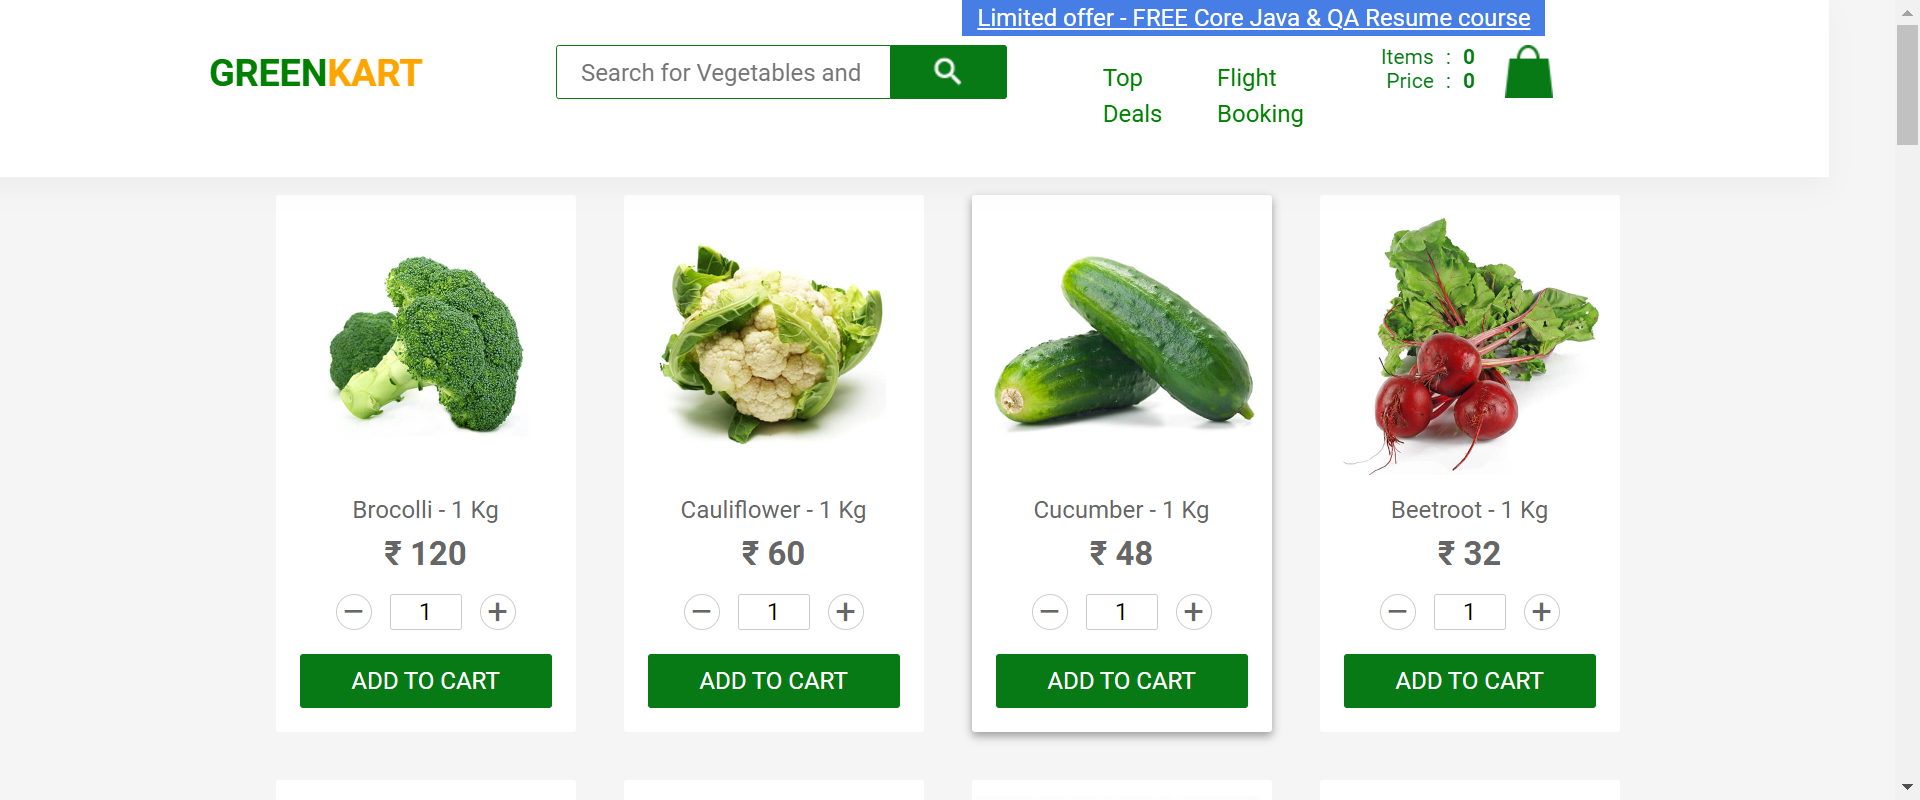 Limited offer - FREE Core Java & QA Resume course
GREENKART
Search for Vegetables and
Top
Deals
Flight
Booking
Items : 0
Price : 0
Brocolli - 1 Kg
₹ 120
− 1 +
ADD TO CART
Cauliflower - 1 Kg
₹ 60
− 1 +
ADD TO CART
Cucumber - 1 Kg
₹ 48
− 1 +
ADD TO CART
Beetroot - 1 Kg
₹ 32
− 1 +
ADD TO CART